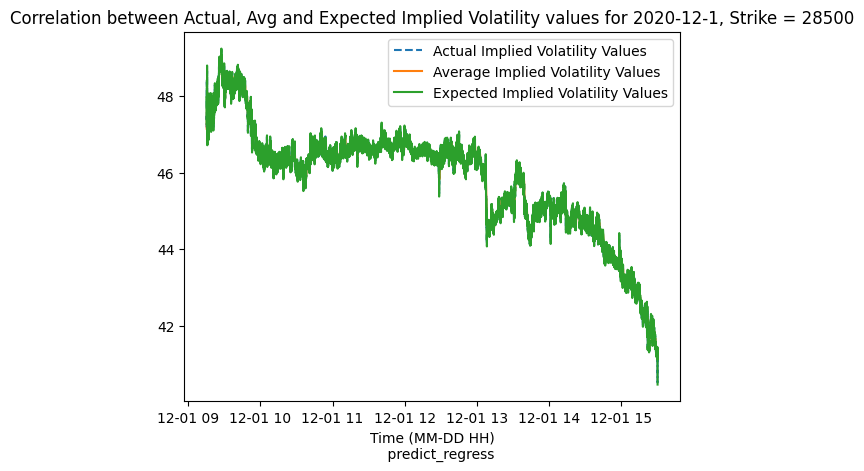 Correlation between Actual, Avg and Expected Implied Volatility values for 2020-12-1, Strike = 28500
Actual Implied Volatility Values
Average Implied Volatility Values
Expected Implied Volatility Values
48
46
44
42
12-01 09 12-01 10 12-01 11 12-01 12 12-01 13 12-01 14 12-01 15
Time (MM-DD HH)
predict_regress